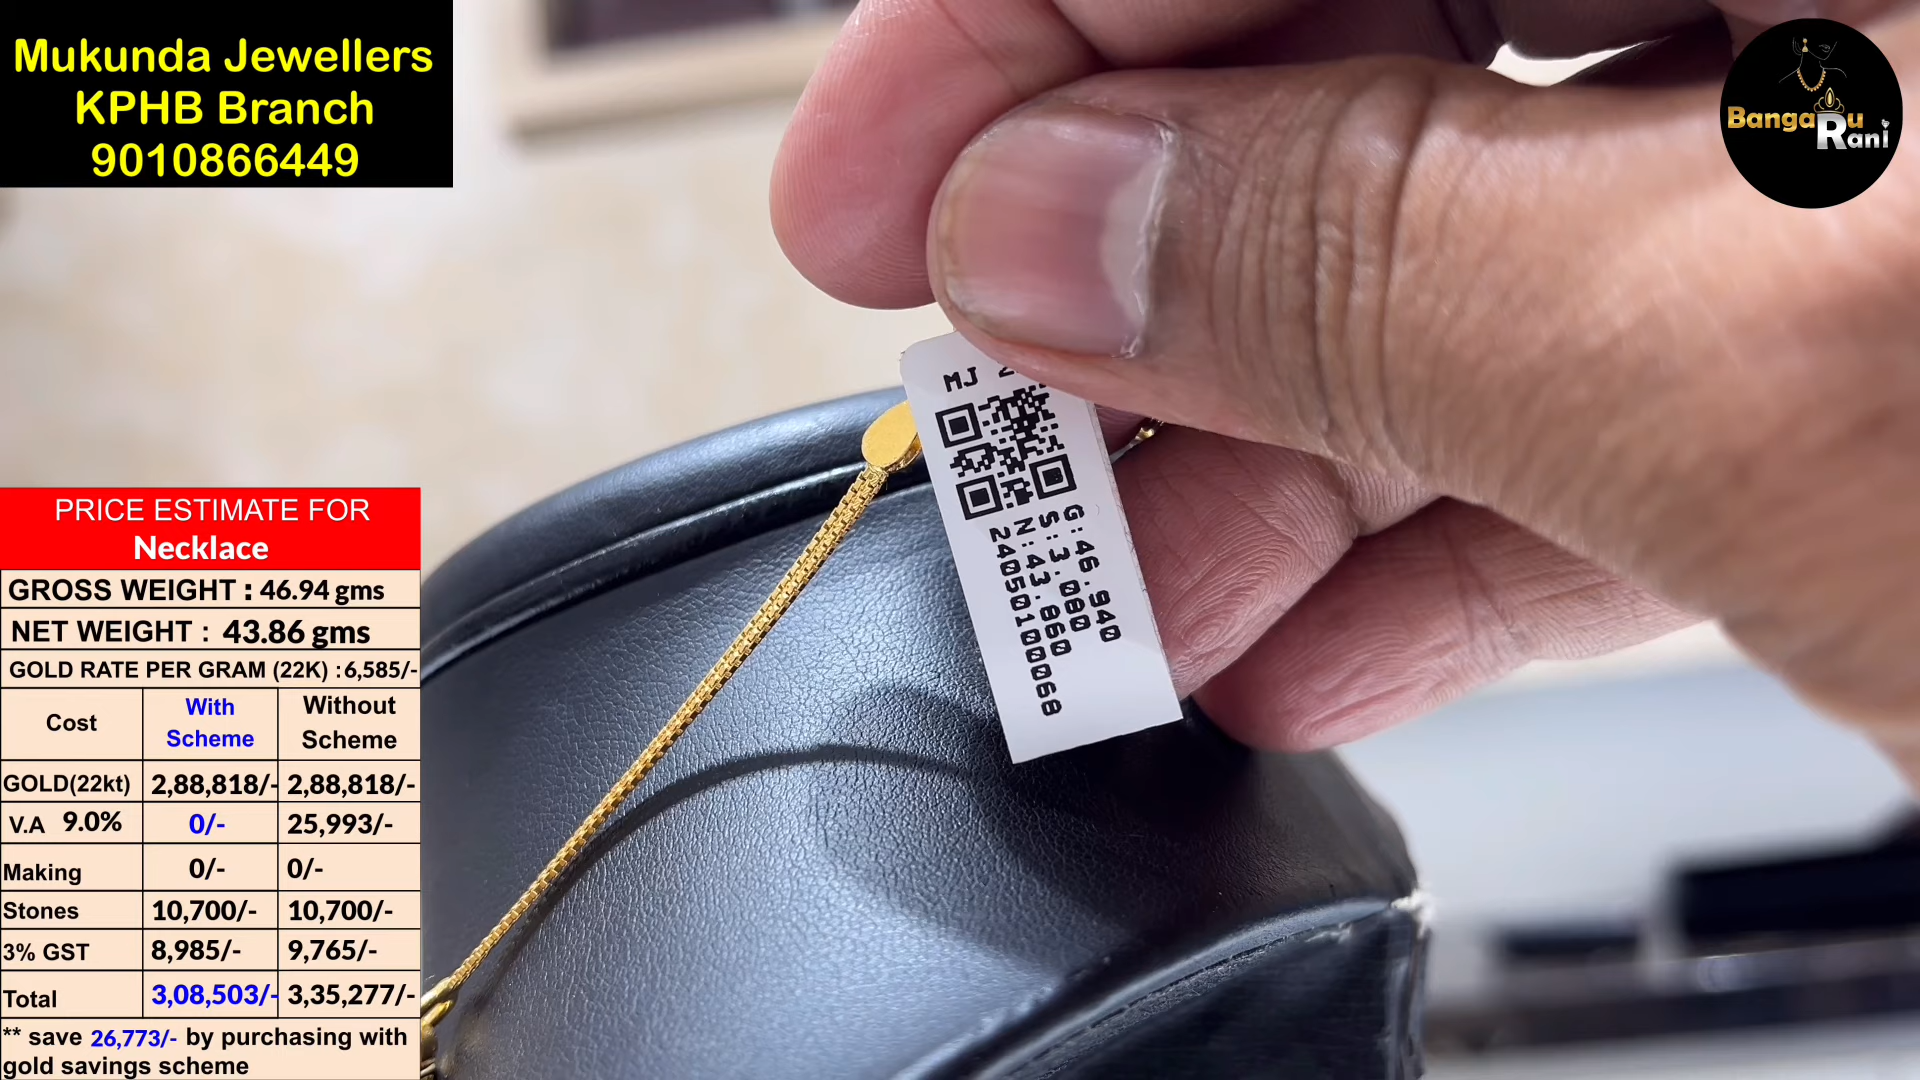 Mukunda Jewellers
KPHB Branch
9010866449
Bangaru
Rani
MJ
G:46.940
S:3.080
N:43.860
240501000068
PRICE ESTIMATE FOR
Necklace
GROSS WEIGHT : 46.94 gms
NET WEIGHT : 43.86 gms
GOLD RATE PER GRAM (22K) : 6,585/-
Cost With Scheme Without Scheme
GOLD(22kt) 2,88,818/- 2,88,818/-
V.A 9.0% 0/- 25,993/-
Making 0/- 0/-
Stones 10,700/- 10,700/-
3% GST 8,985/- 9,765/-
Total 3,08,503/- 3,35,277/-
** save 26,773/- by purchasing with
gold savings scheme